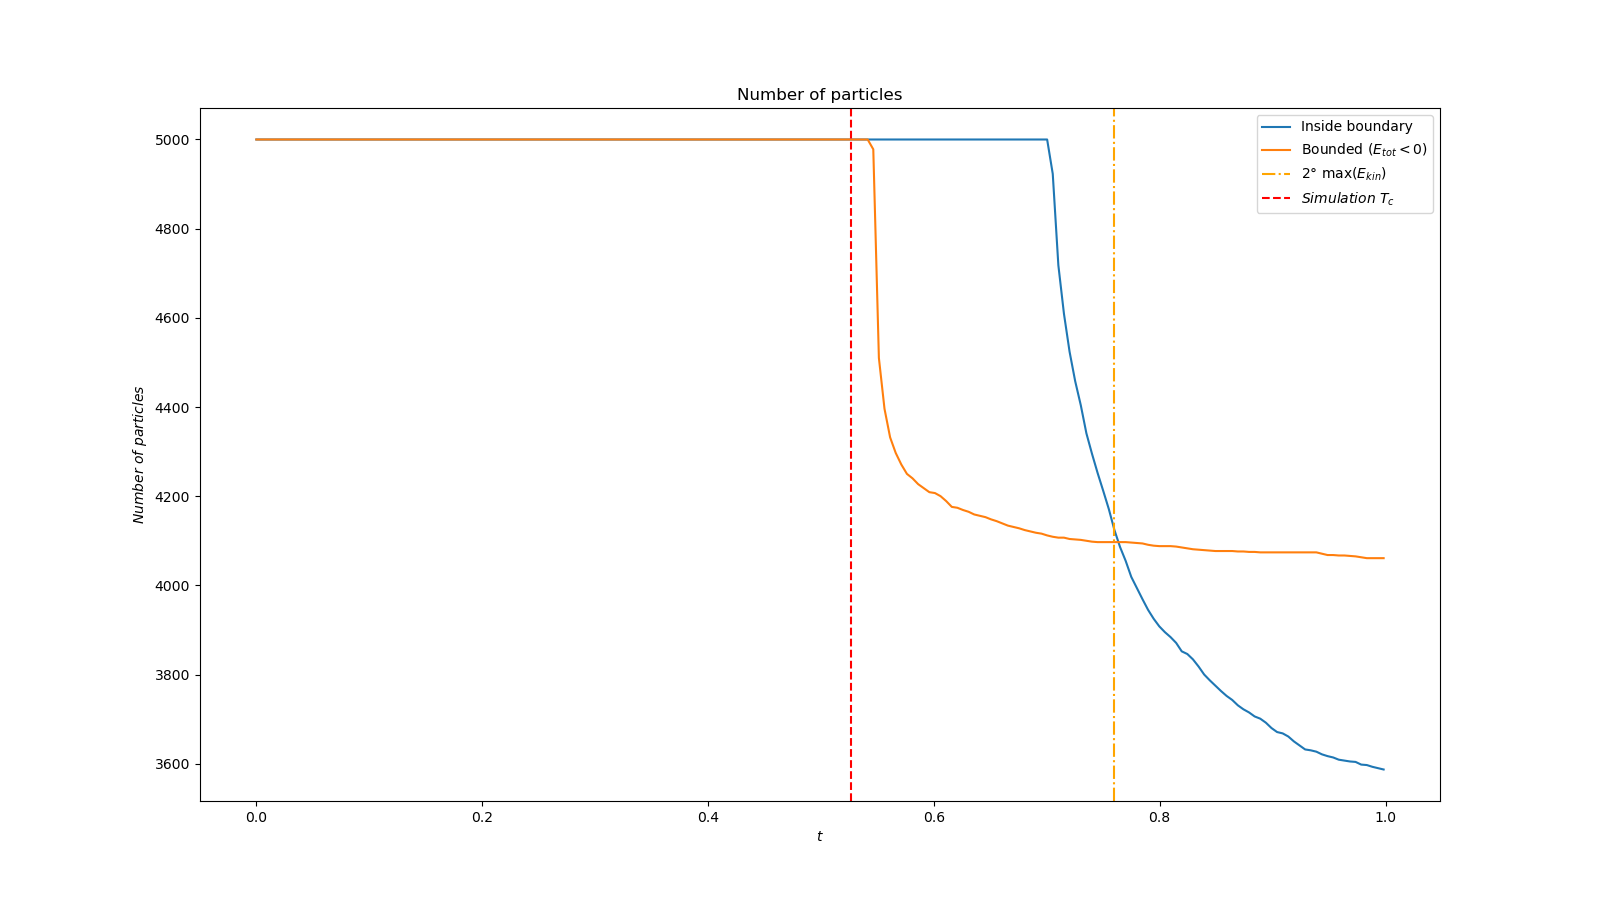 Number of particles
Inside boundary
Bounded (E_tot < 0)
2° max(E_kin)
Simulation T_c
Number of particles
5000
4800
4600
4400
4200
4000
3800
3600
0.0 0.2 0.4 0.6 0.8 1.0
t